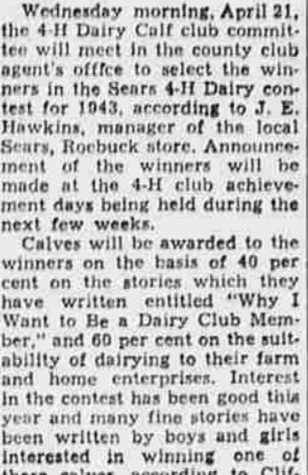 Wednesday morning, April 21,
the 4-H Dairy Calf club commit-
tee will meet in the county club
agent's office to select the win-
ners in the Sears 4-H Dairy con-
test for 1943, according to J. E.
Hawkins, manager of the local
Sears, Roebuck store. Announce-
ment of the winners will be
made at the 4-H club achieve-
ment days being held during the
next few weeks.
Calves will be awarded to the
winners on the basis of 40 per
cent on the stories which they
have written entitled "Why I
Want to Be a Dairy Club Mem-
ber," and 60 per cent on the suit-
ability of dairying to their farm
and home enterprises. Interest
in the contest has been good this
year and many fine stories have
been written by boys and girls
interested in winning one of
these calves, according to